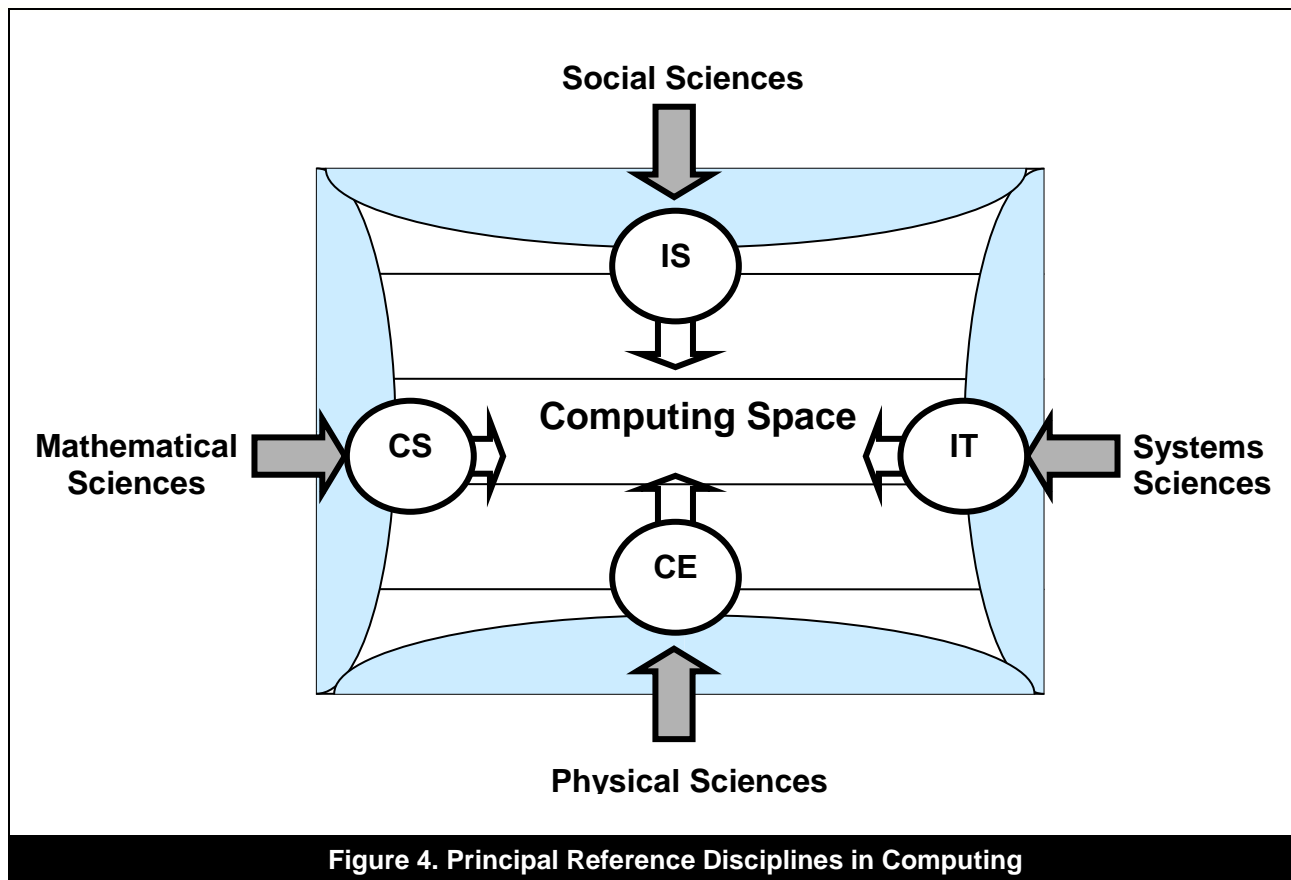 Social Sciences
IS
Computing Space
Mathematical
Sciences
CS
IT
Systems
Sciences
CE
Physical Sciences
Figure 4. Principal Reference Disciplines in Computing